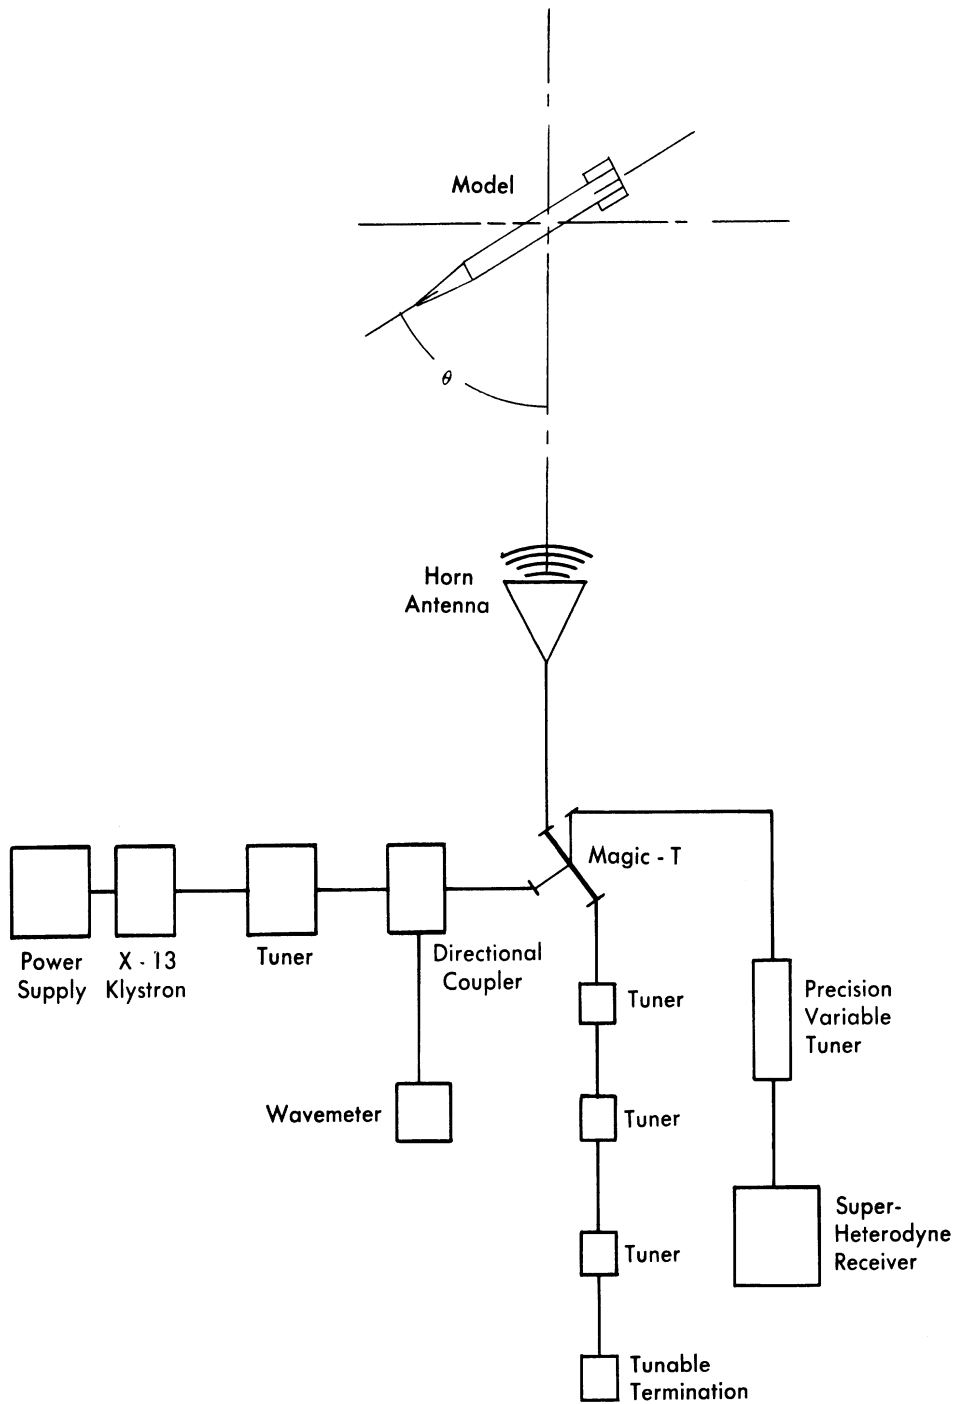 Model
θ
Horn
Antenna
Magic - T
Power
Supply
X - 13
Klystron
Tuner
Directional
Coupler
Tuner
Precision
Variable
Tuner
Wavemeter
Tuner
Super-
Heterodyne
Receiver
Tuner
Tunable
Termination